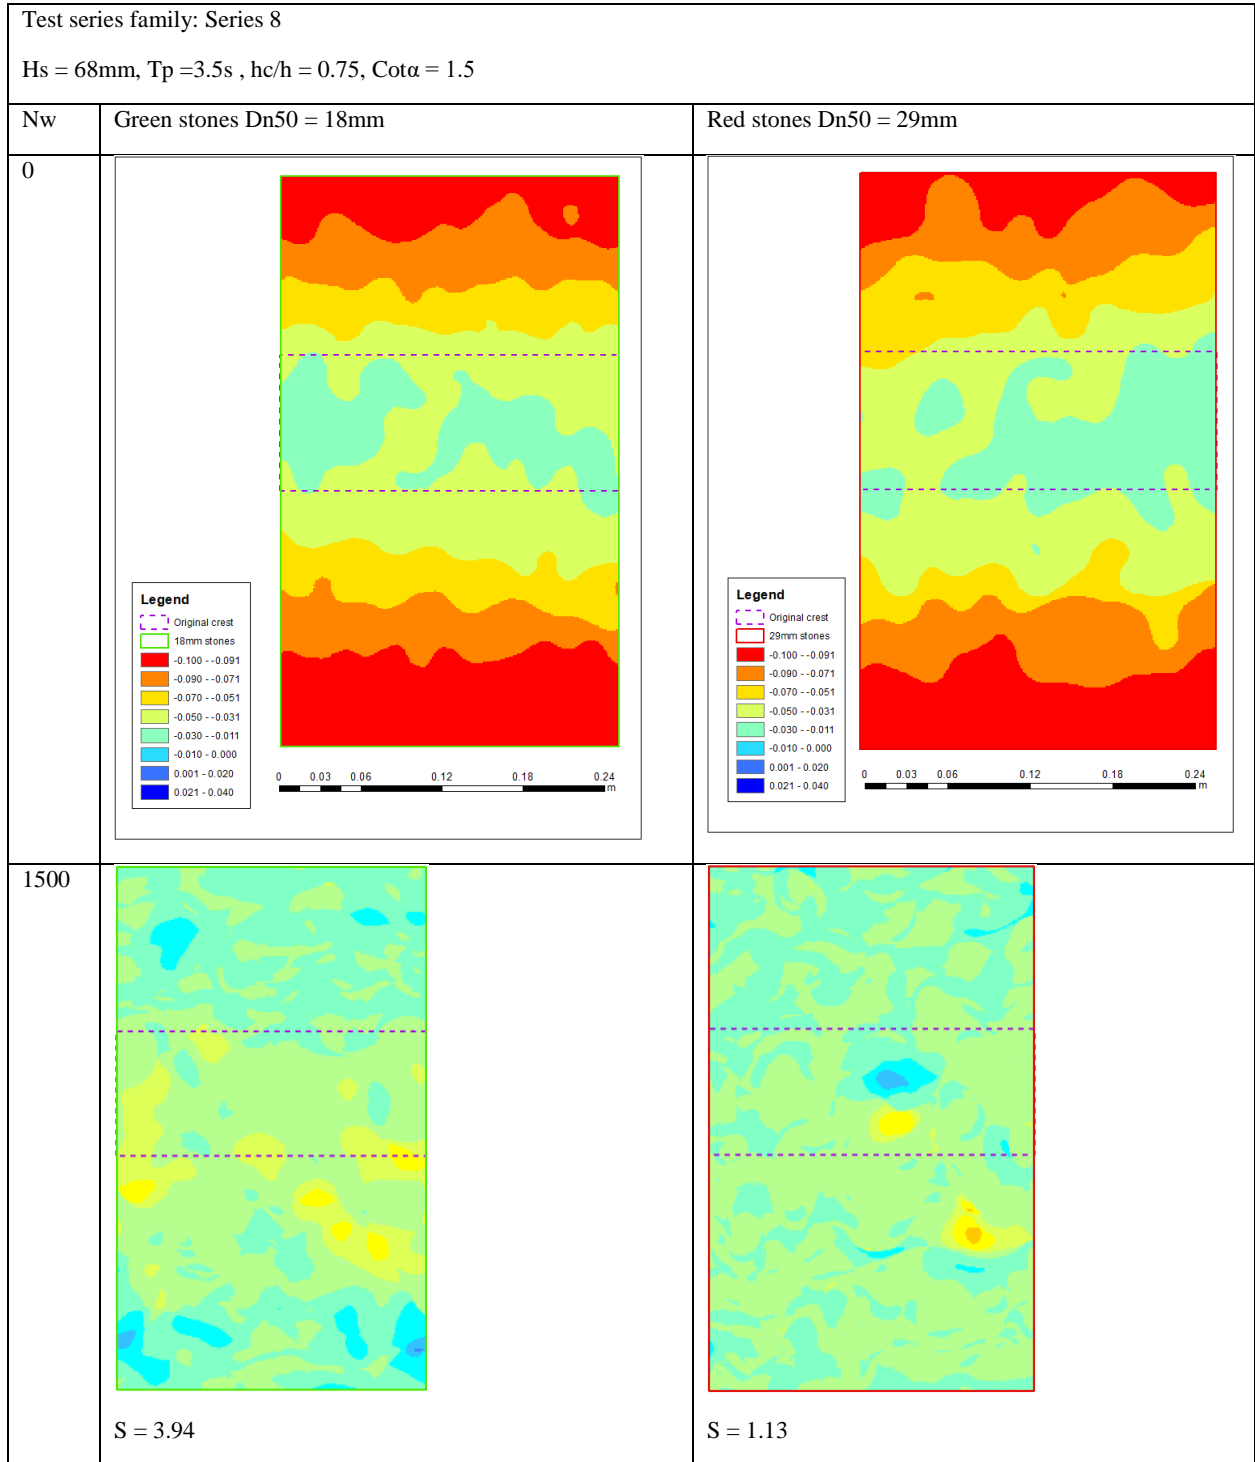 Test series family: Series 8
Hs = 68mm, Tp =3.5s , hc/h = 0.75, Cotα = 1.5
Nw
Green stones Dn50 = 18mm
Red stones Dn50 = 29mm
0
Legend
Original crest
18mm stones
-0.100 - -0.091
-0.090 - -0.071
-0.070 - -0.051
-0.050 - -0.031
-0.030 - -0.011
-0.010 - 0.000
0.001 - 0.020
0.021 - 0.040
0 0.03 0.06 0.12 0.18 0.24
m
Legend
Original crest
29mm stones
-0.100 - -0.091
-0.090 - -0.071
-0.070 - -0.051
-0.050 - -0.031
-0.030 - -0.011
-0.010 - 0.000
0.001 - 0.020
0.021 - 0.040
0 0.03 0.06 0.12 0.18 0.24
m
1500
S = 3.94
S = 1.13